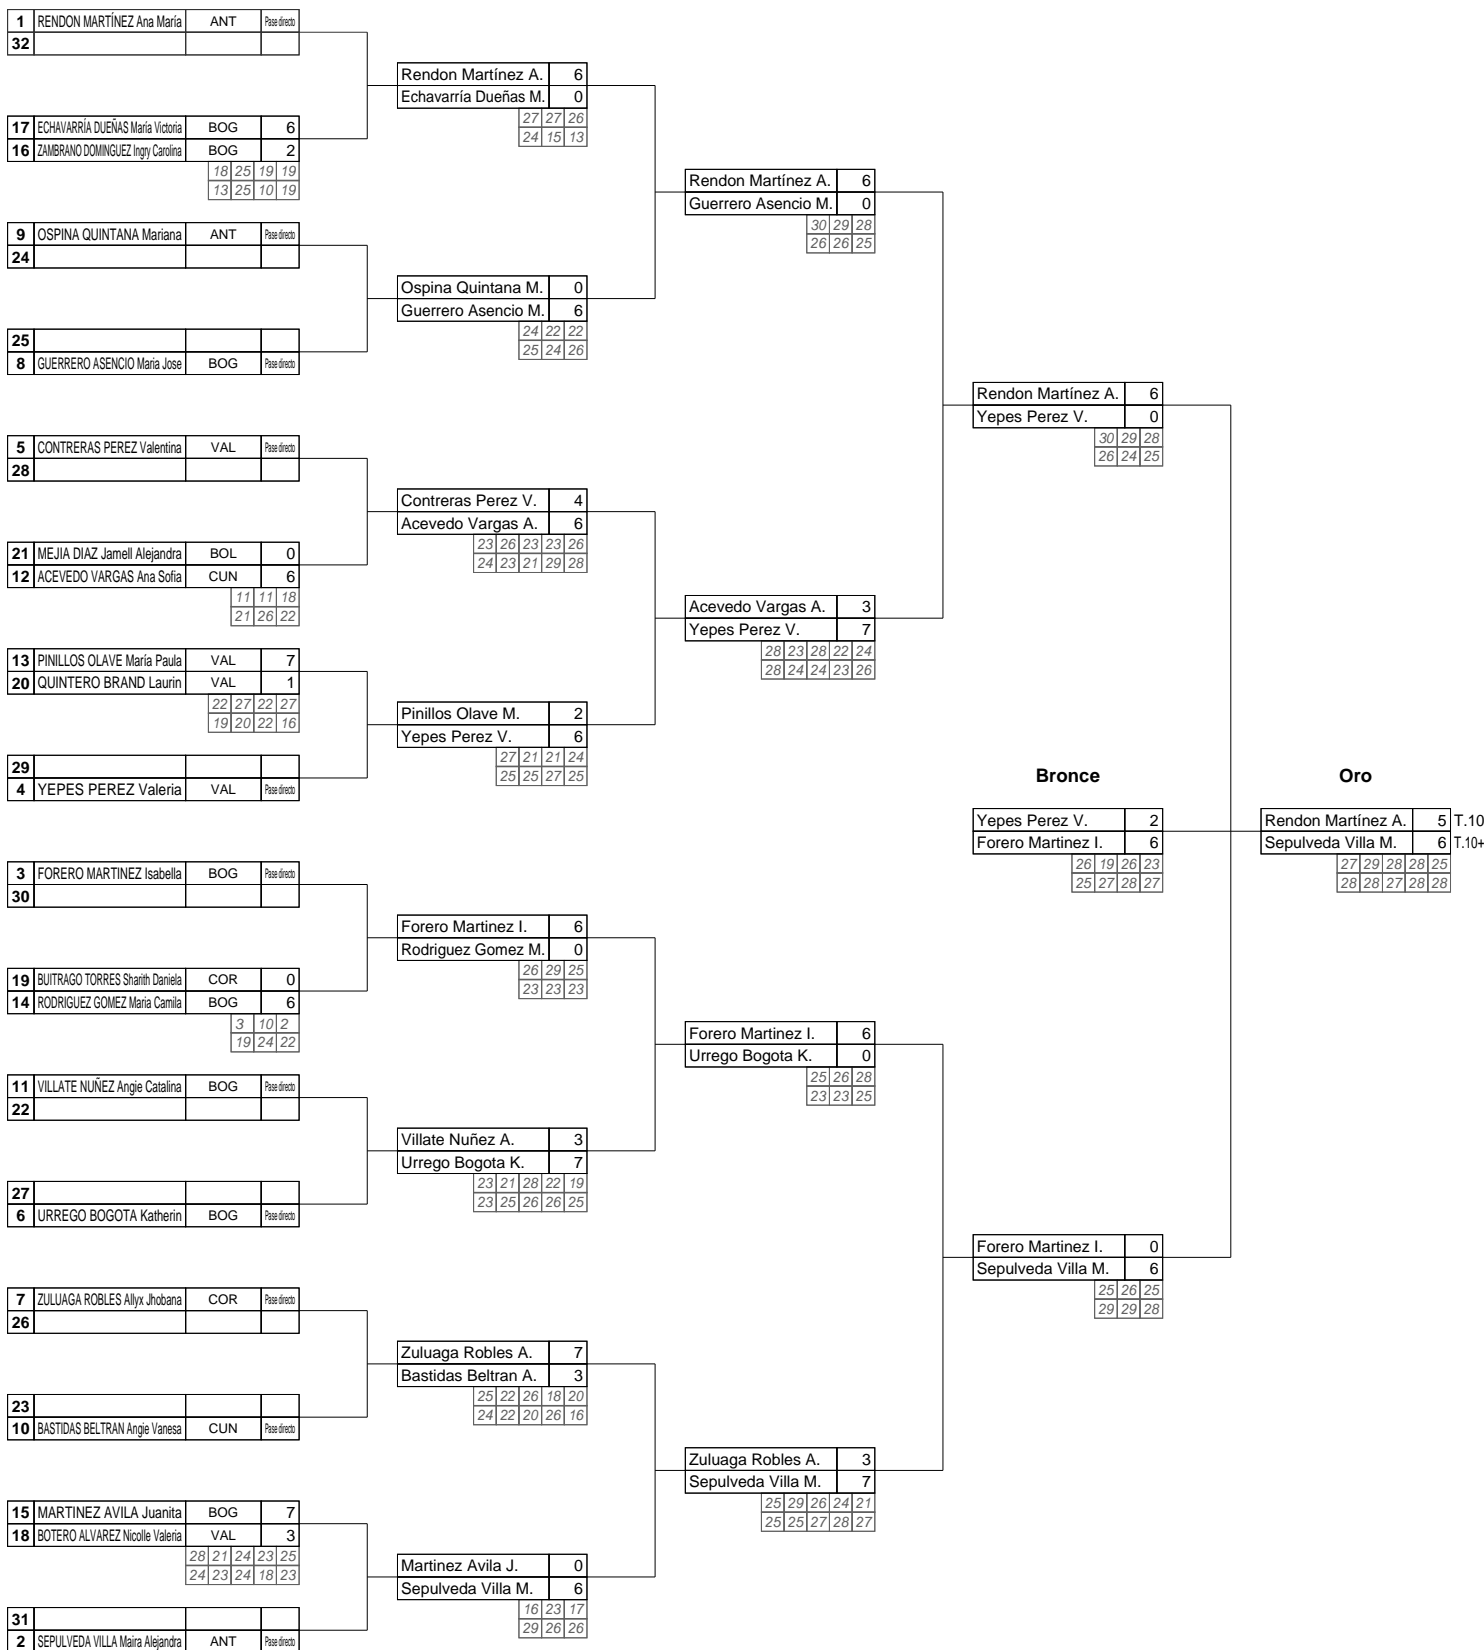 1 RENDON MARTÍNEZ Ana María ANT Pase directo
32
17 ECHAVARRÍA DUEÑAS María Victoria BOG 6
16 ZAMBRANO DOMINGUEZ Ingry Carolina BOG 2
18 25 19 19
13 25 10 19
9 OSPINA QUINTANA Mariana ANT Pase directo
24
25
8 GUERRERO ASENCIO Maria Jose BOG Pase directo
5 CONTRERAS PEREZ Valentina VAL Pase directo
28
21 MEJIA DIAZ Jamell Alejandra BOL 0
12 ACEVEDO VARGAS Ana Sofia CUN 6
11 11 18
21 26 22
13 PINILLOS OLAVE María Paula VAL 7
20 QUINTERO BRAND Laurin VAL 1
22 27 22 27
19 20 22 16
29
4 YEPES PEREZ Valeria VAL Pase directo
3 FORERO MARTINEZ Isabella BOG Pase directo
30
19 BUITRAGO TORRES Sharith Daniela COR 0
14 RODRIGUEZ GOMEZ Maria Camila BOG 6
3 10 2
19 24 22
11 VILLATE NUÑEZ Angie Catalina BOG Pase directo
22
27
6 URREGO BOGOTA Katherin BOG Pase directo
7 ZULUAGA ROBLES Allyx Jhobana COR Pase directo
26
23
10 BASTIDAS BELTRAN Angie Vanesa CUN Pase directo
15 MARTINEZ AVILA Juanita BOG 7
18 BOTERO ALVAREZ Nicolle Valeria VAL 3
28 21 24 23 25
24 23 24 18 23
31
2 SEPULVEDA VILLA Maira Alejandra ANT Pase directo
Rendon Martínez A. 6
Echavarría Dueñas M. 0
27 27 26
24 15 13
Ospina Quintana M. 0
Guerrero Asencio M. 6
24 22 22
25 24 26
Contreras Perez V. 4
Acevedo Vargas A. 6
23 26 23 23 26
24 23 21 29 28
Pinillos Olave M. 2
Yepes Perez V. 6
27 21 21 24
25 25 27 25
Forero Martinez I. 6
Rodriguez Gomez M. 0
26 29 25
23 23 23
Villate Nuñez A. 3
Urrego Bogota K. 7
23 21 28 22 19
23 25 26 26 25
Zuluaga Robles A. 7
Bastidas Beltran A. 3
25 22 26 18 20
24 22 20 26 16
Martinez Avila J. 0
Sepulveda Villa M. 6
16 23 17
29 26 26
Rendon Martínez A. 6
Guerrero Asencio M. 0
30 29 28
26 26 25
Acevedo Vargas A. 3
Yepes Perez V. 7
28 23 28 22 24
28 24 24 23 26
Forero Martinez I. 6
Urrego Bogota K. 0
25 26 28
23 23 25
Zuluaga Robles A. 3
Sepulveda Villa M. 7
25 29 26 24 21
25 25 27 28 27
Rendon Martínez A. 6
Yepes Perez V. 0
30 29 28
26 24 25
Forero Martinez I. 0
Sepulveda Villa M. 6
25 26 25
29 29 28
Bronce
Yepes Perez V. 2
Forero Martinez I. 6
26 19 26 23
25 27 28 27
Oro
Rendon Martínez A. 5 T.10
Sepulveda Villa M. 6 T.10+
27 29 28 28 25
28 28 27 28 28